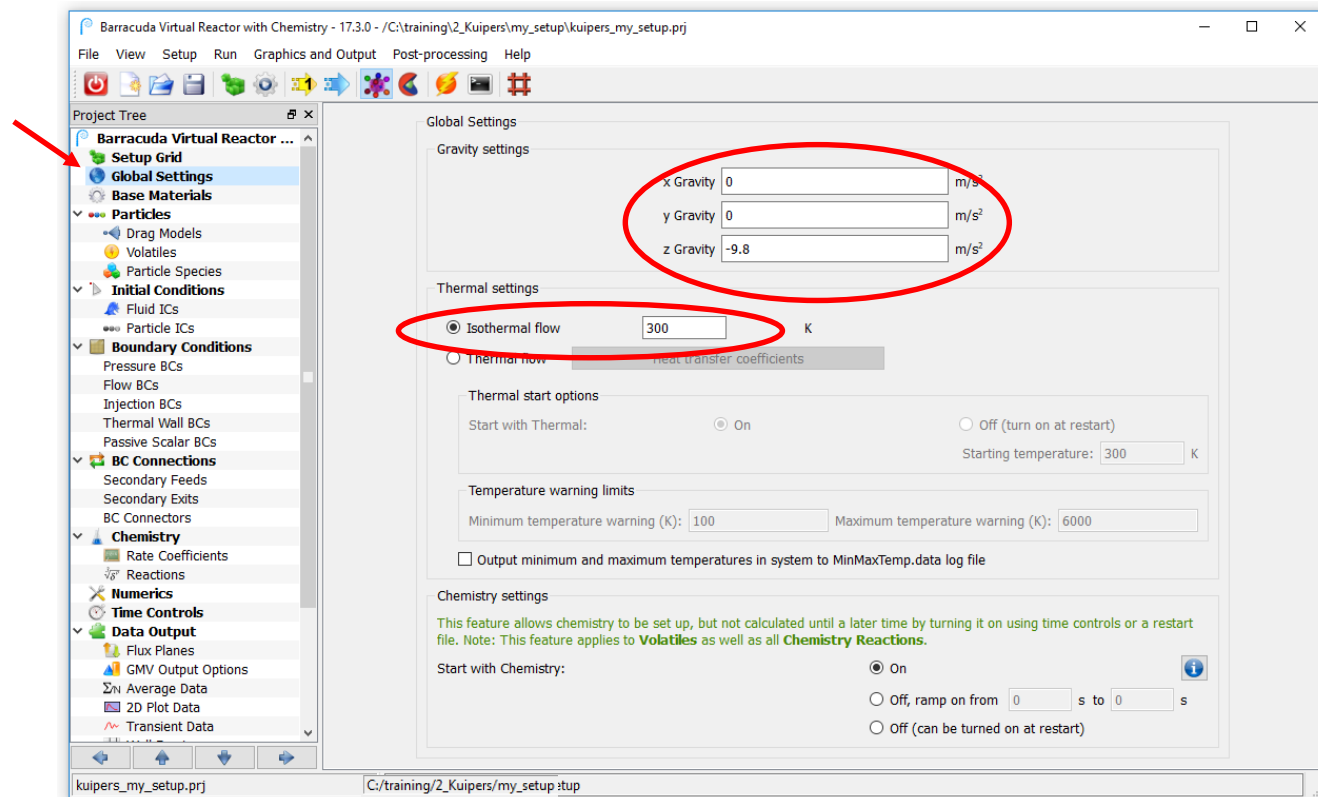 Barracuda Virtual Reactor with Chemistry - 17.3.0 - /C:\training\2_Kuipers\my_setup\kuipers_my_setup.prj
File View Setup Run Graphics and Output Post-processing Help
Project Tree
Barracuda Virtual Reactor ...
Setup Grid
Global Settings
Base Materials
Particles
Drag Models
Volatiles
Particle Species
Initial Conditions
Fluid ICs
Particle ICs
Boundary Conditions
Pressure BCs
Flow BCs
Injection BCs
Thermal Wall BCs
Passive Scalar BCs
BC Connections
Secondary Feeds
Secondary Exits
BC Connectors
Chemistry
Rate Coefficients
Reactions
Numerics
Time Controls
Data Output
Flux Planes
GMV Output Options
Σ/N Average Data
2D Plot Data
Transient Data
Global Settings
Gravity settings
x Gravity 0 m/s²
y Gravity 0 m/s²
z Gravity -9.8 m/s²
Thermal settings
Isothermal flow 300 K
Thermal flow Heat transfer coefficients
Thermal start options
Start with Thermal: On Off (turn on at restart)
Starting temperature: 300 K
Temperature warning limits
Minimum temperature warning (K): 100 Maximum temperature warning (K): 6000
Output minimum and maximum temperatures in system to MinMaxTemp.data log file
Chemistry settings
This feature allows chemistry to be set up, but not calculated until a later time by turning it on using time controls or a restart
file. Note: This feature applies to Volatiles as well as all Chemistry Reactions.
Start with Chemistry: On
Off, ramp on from 0 s to 0 s
Off (can be turned on at restart)
kuipers_my_setup.prj C:/training/2_Kuipers/my_setup